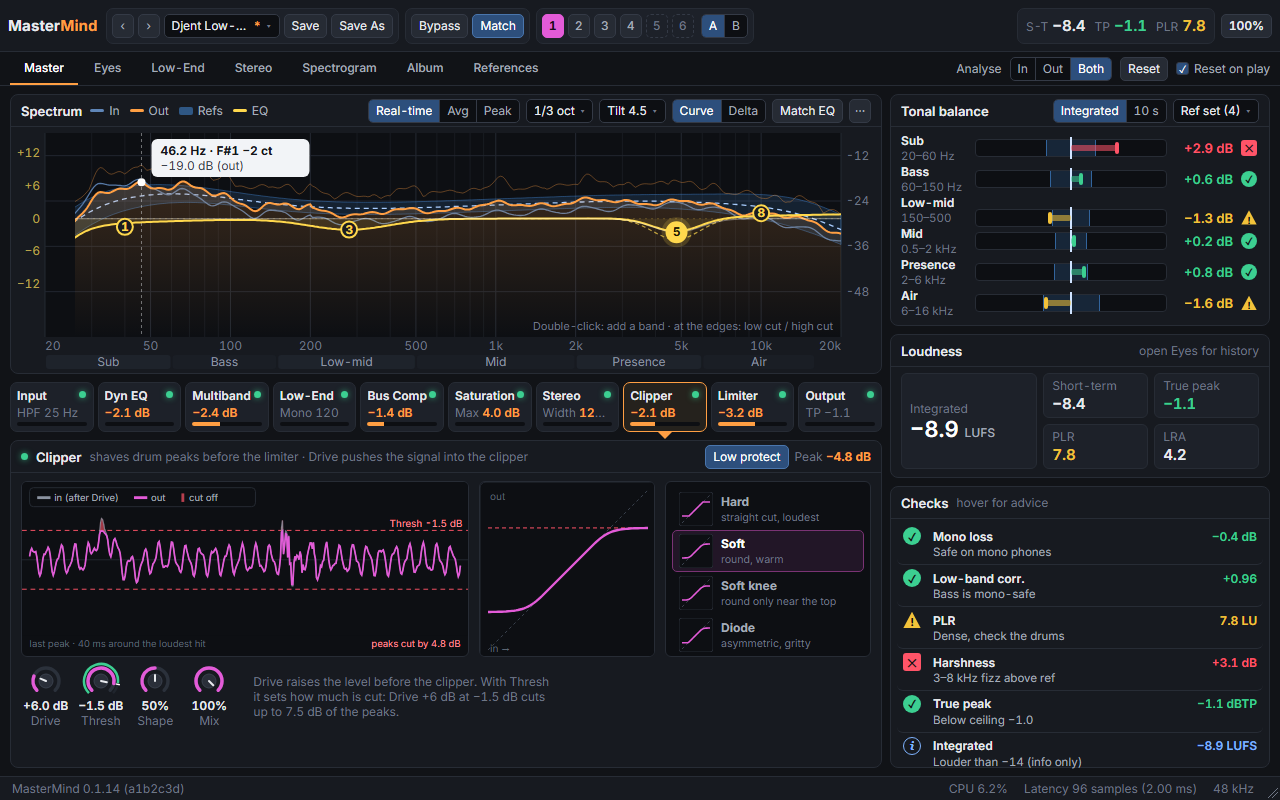 MasterMind
‹ › Djent Low-... * Save Save As Bypass Match 1 2 3 4 5 6 A B
S-T −8.4 TP −1.1 PLR 7.8 100%
Master Eyes Low-End Stereo Spectrogram Album References
Analyse In Out Both Reset Reset on play
Spectrum In Out Refs EQ Real-time Avg Peak 1/3 oct Tilt 4.5 Curve Delta Match EQ ...
46.2 Hz · F#1 −2 ct
−19.0 dB (out)
+12 −12
+6 −24
0
−6 −36
−12 −48
1 3 5 8
Double-click: add a band · at the edges: low cut / high cut
20 50 100 200 500 1k 2k 5k 10k 20k
Sub Bass Low-mid Mid Presence Air
Input
HPF 25 Hz
Dyn EQ
−2.1 dB
Multiband
−2.4 dB
Low-End
Mono 120
Bus Comp
−1.4 dB
Saturation
Max 4.0 dB
Stereo
Width 12...
Clipper
−2.1 dB
Limiter
−3.2 dB
Output
TP −1.1
Clipper shaves drum peaks before the limiter · Drive pushes the signal into the clipper Low protect Peak −4.8 dB
in (after Drive) out cut off
Thresh -1.5 dB
last peak · 40 ms around the loudest hit peaks cut by 4.8 dB
out
in →
Hard
straight cut, loudest
Soft
round, warm
Soft knee
round only near the top
Diode
asymmetric, gritty
+6.0 dB −1.5 dB 50% 100%
Drive Thresh Shape Mix
Drive raises the level before the clipper. With Thresh
it sets how much is cut: Drive +6 dB at −1.5 dB cuts
up to 7.5 dB of the peaks.
Tonal balance Integrated 10 s Ref set (4)
Sub
20–60 Hz
+2.9 dB
Bass
60–150 Hz
+0.6 dB
Low-mid
150–500
−1.3 dB
Mid
0.5–2 kHz
+0.2 dB
Presence
2–6 kHz
+0.8 dB
Air
6–16 kHz
−1.6 dB
Loudness open Eyes for history
Integrated
−8.9 LUFS
Short-term
−8.4
True peak
−1.1
PLR
7.8
LRA
4.2
Checks hover for advice
Mono loss −0.4 dB
Safe on mono phones
Low-band corr. +0.96
Bass is mono-safe
PLR 7.8 LU
Dense, check the drums
Harshness +3.1 dB
3–8 kHz fizz above ref
True peak −1.1 dBTP
Below ceiling −1.0
Integrated −8.9 LUFS
Louder than −14 (info only)
MasterMind 0.1.14 (a1b2c3d) CPU 6.2% Latency 96 samples (2.00 ms) 48 kHz